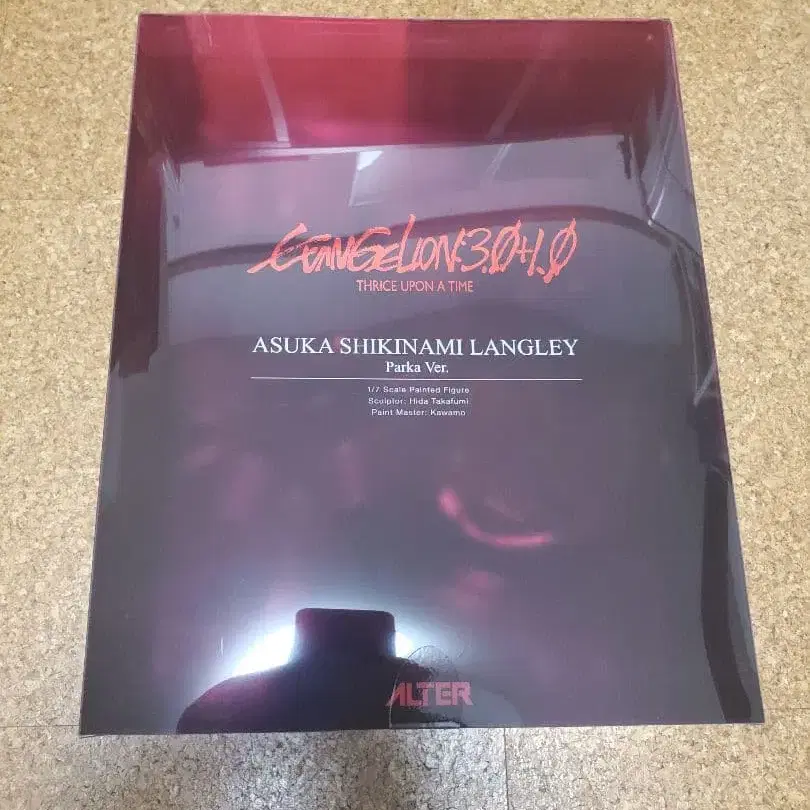 EVANGELION:3.0+1.0
THRICE UPON A TIME
ASUKA SHIKINAMI LANGLEY
Parka Ver.
1/7 Scale Painted Figure
Sculptor: Hida Takafumi
Paint Master: Kawamo
ALTER